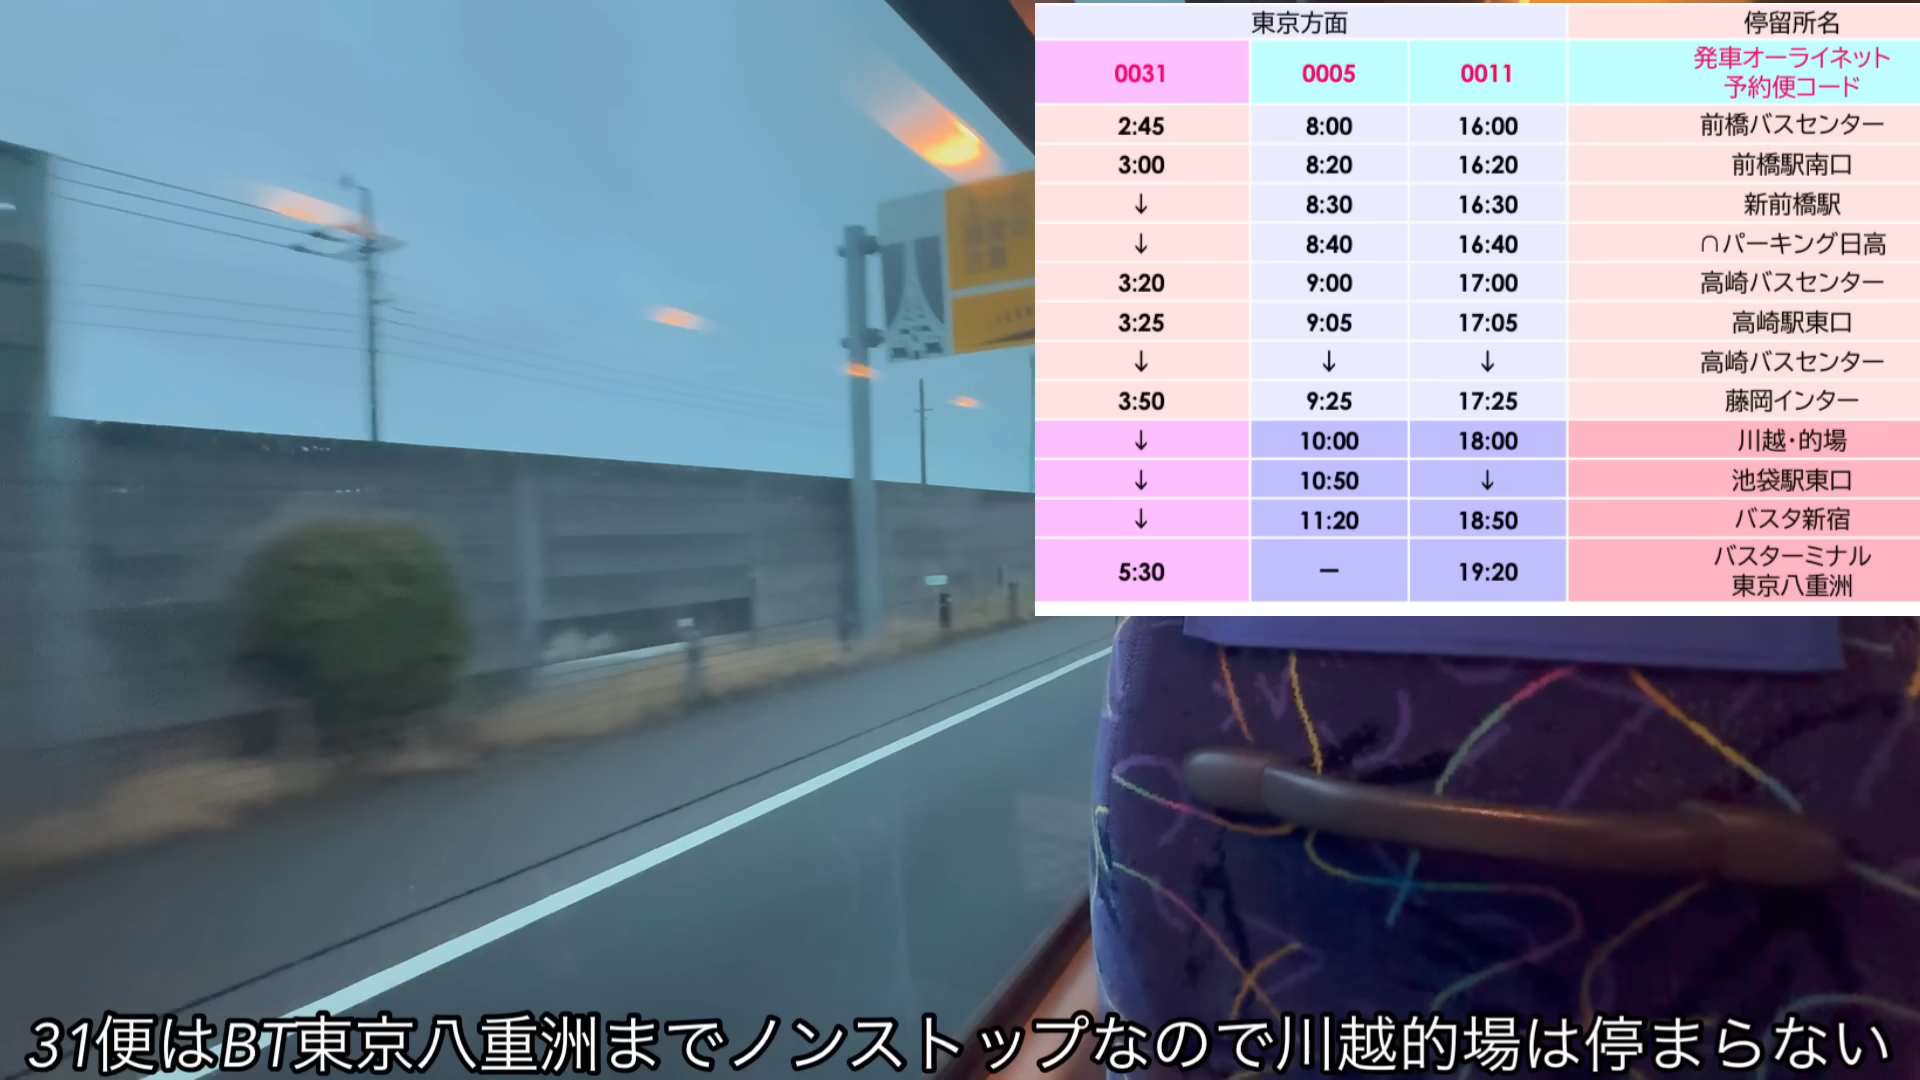 東京方面 停留所名
0031 0005 0011 発車オーライネット
予約便コード
2:45 8:00 16:00 前橋バスセンター
3:00 8:20 16:20 前橋駅南口
↓ 8:30 16:30 新前橋駅
↓ 8:40 16:40 ∩パーキング日高
3:20 9:00 17:00 高崎バスセンター
3:25 9:05 17:05 高崎駅東口
↓ ↓ ↓ 高崎バスセンター
3:50 9:25 17:25 藤岡インター
↓ 10:00 18:00 川越・的場
↓ 10:50 ↓ 池袋駅東口
↓ 11:20 18:50 バスタ新宿
5:30 ー 19:20 バスターミナル
東京八重洲
31便はBT東京八重洲までノンストップなので川越的場は停まらない